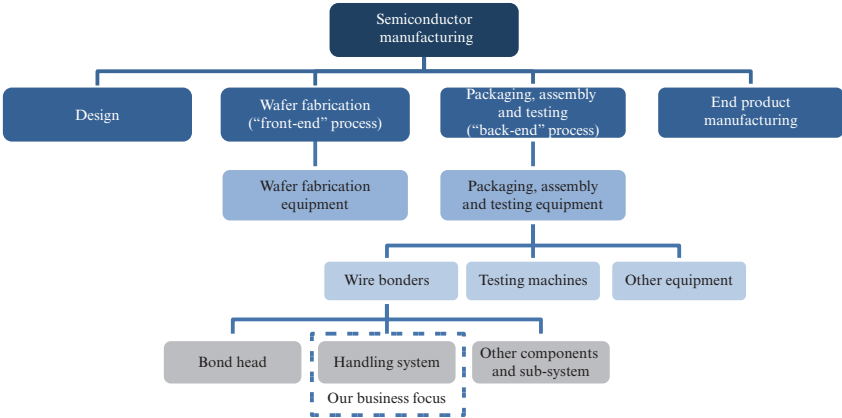 Semiconductor
manufacturing
Design
Wafer fabrication
(“front-end” process)
Packaging, assembly
and testing
(“back-end” process)
End product
manufacturing
Wafer fabrication
equipment
Packaging, assembly
and testing equipment
Wire bonders
Testing machines
Other equipment
Bond head
Handling system
Other components
and sub-system
Our business focus